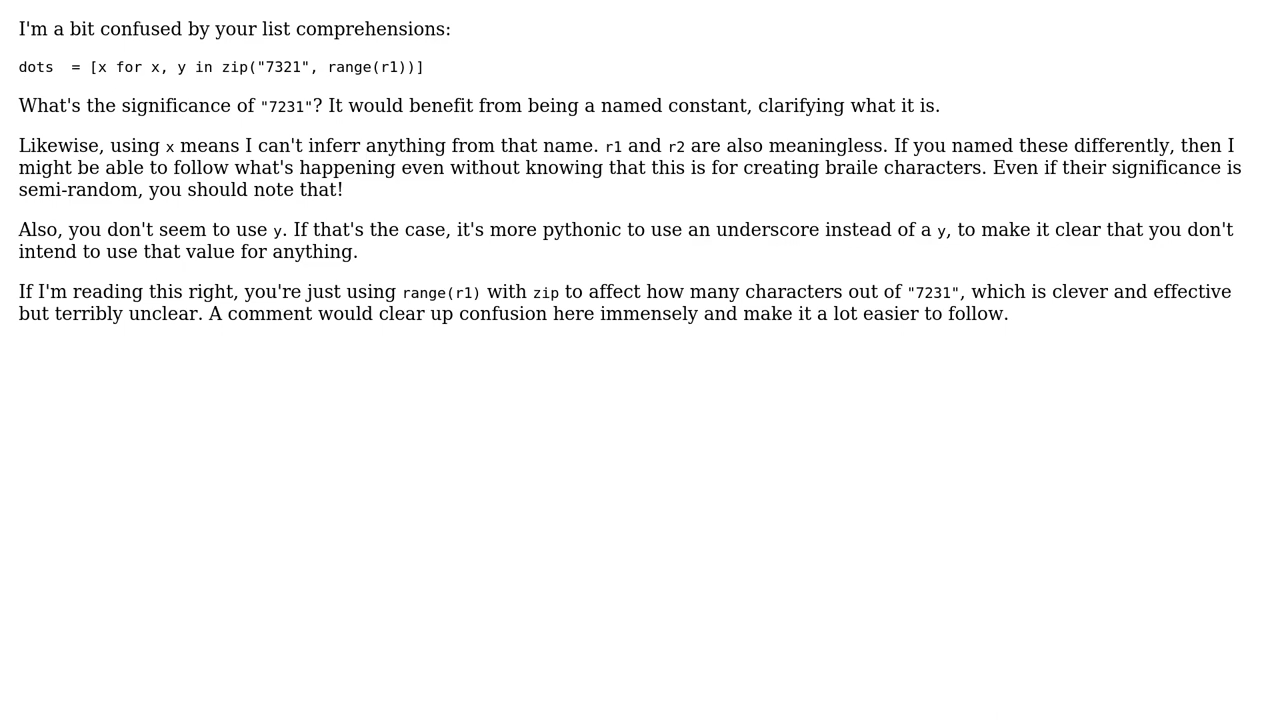 I'm a bit confused by your list comprehensions:
dots  = [x for x, y in zip("7321", range(r1))]
What's the significance of "7231"? It would benefit from being a named constant, clarifying what it is.
Likewise, using x means I can't inferr anything from that name. r1 and r2 are also meaningless. If you named these differently, then I
might be able to follow what's happening even without knowing that this is for creating braile characters. Even if their significance is
semi-random, you should note that!
Also, you don't seem to use y. If that's the case, it's more pythonic to use an underscore instead of a y, to make it clear that you don't
intend to use that value for anything.
If I'm reading this right, you're just using range(r1) with zip to affect how many characters out of "7231", which is clever and effective
but terribly unclear. A comment would clear up confusion here immensely and make it a lot easier to follow.